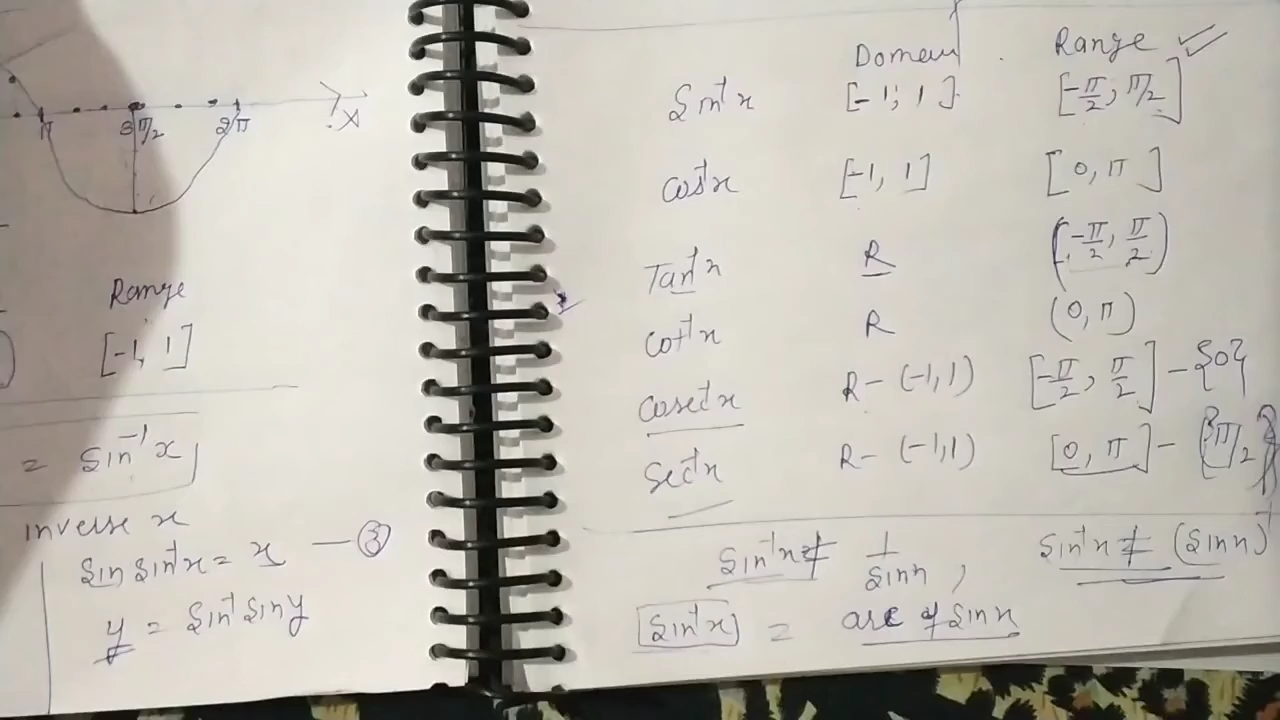 π 3π/2 2π X
Range
[-1, 1]
= Sin⁻¹x
inverse x
Sin Sin⁻¹x = x — ③
y = Sin⁻¹ Sin y
Domain Range
Sin⁻¹x [-1, 1] [-π/2, π/2]
cos⁻¹x [-1, 1] [0, π]
Tan⁻¹x R (-π/2, π/2)
cot⁻¹x R (0, π)
cosec⁻¹x R - (-1, 1) [-π/2, π/2] - {0}
Sec⁻¹x R - (-1, 1) [0, π] - {π/2}
Sin⁻¹x ≠ 1/Sinx , Sin⁻¹x ≠ (Sinx)⁻¹
Sin⁻¹x = arc of Sinx